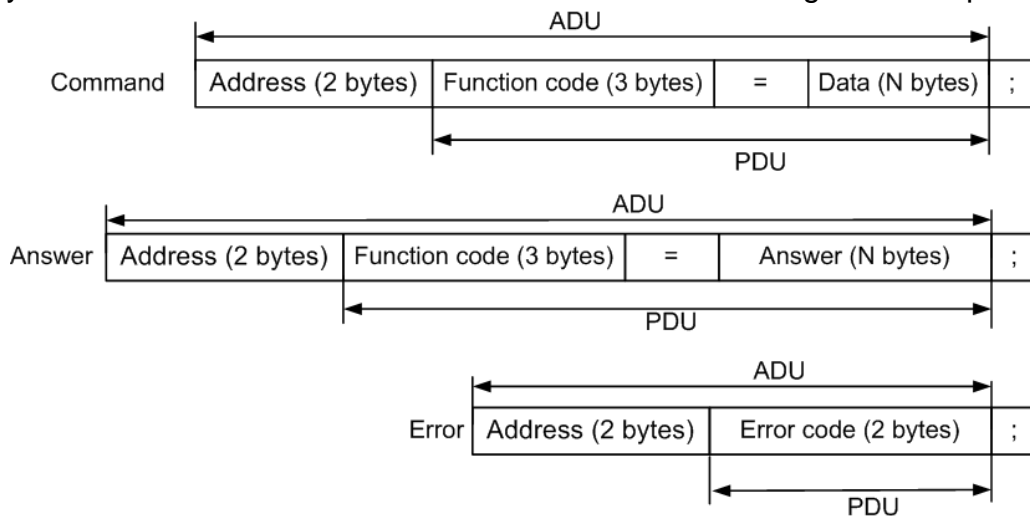 ADU
Command Address (2 bytes) Function code (3 bytes) = Data (N bytes) ;
PDU
ADU
Answer Address (2 bytes) Function code (3 bytes) = Answer (N bytes) ;
PDU
ADU
Error Address (2 bytes) Error code (2 bytes) ;
PDU